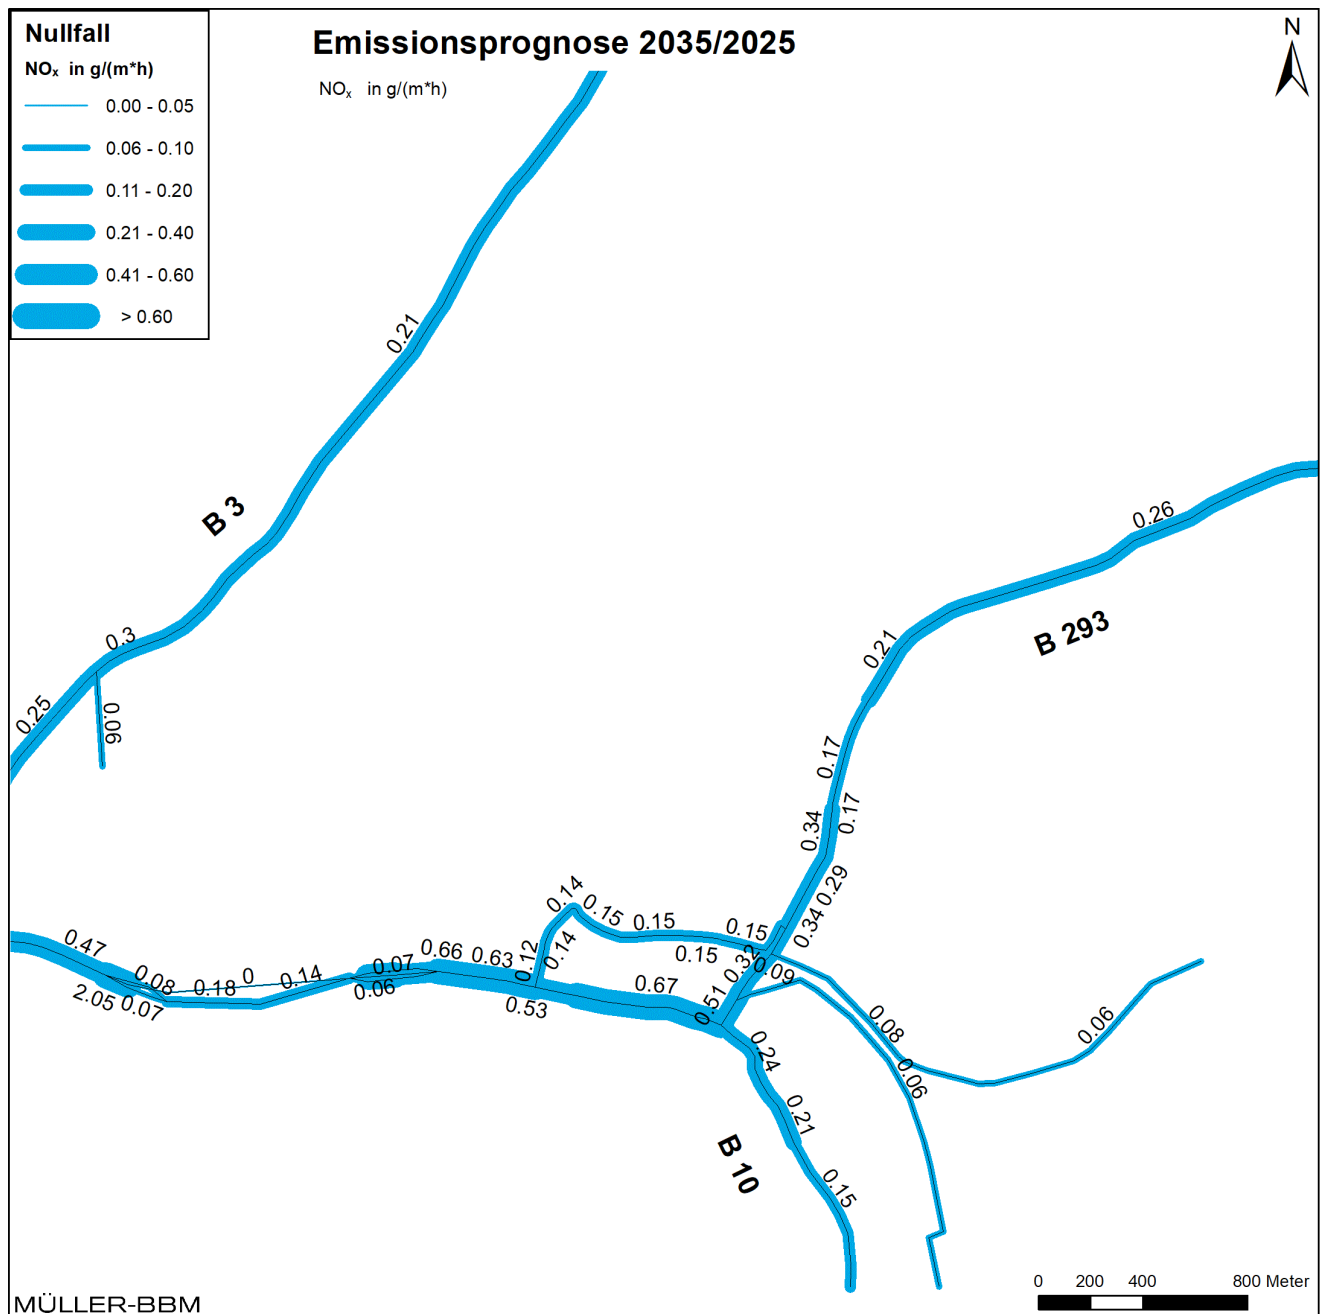 Nullfall
NOₓ in g/(m*h)
0.00 - 0.05
0.06 - 0.10
0.11 - 0.20
0.21 - 0.40
0.41 - 0.60
> 0.60
Emissionsprognose 2035/2025
NOₓ in g/(m*h)
N
0.21
B 3
0.26
B 293
0.3
0.21
0.25
0.06
0.17
0.17
0.34
0.29
0.14
0.15
0.15
0.15
0.34
0.47
0.66
0.63
0.12
0.14
0.15
0.32
0.09
0.08
0.18
0
0.14
0.07
2.05
0.07
0.06
0.53
0.67
0.51
0.08
0.06
0.24
0.06
0.21
B 10
0.15
0
200
400
800 Meter
MÜLLER-BBM